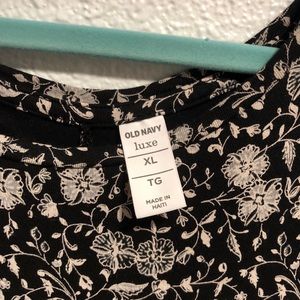 OLD NAVY
luxe
XL
TG
MADE IN
HAITI